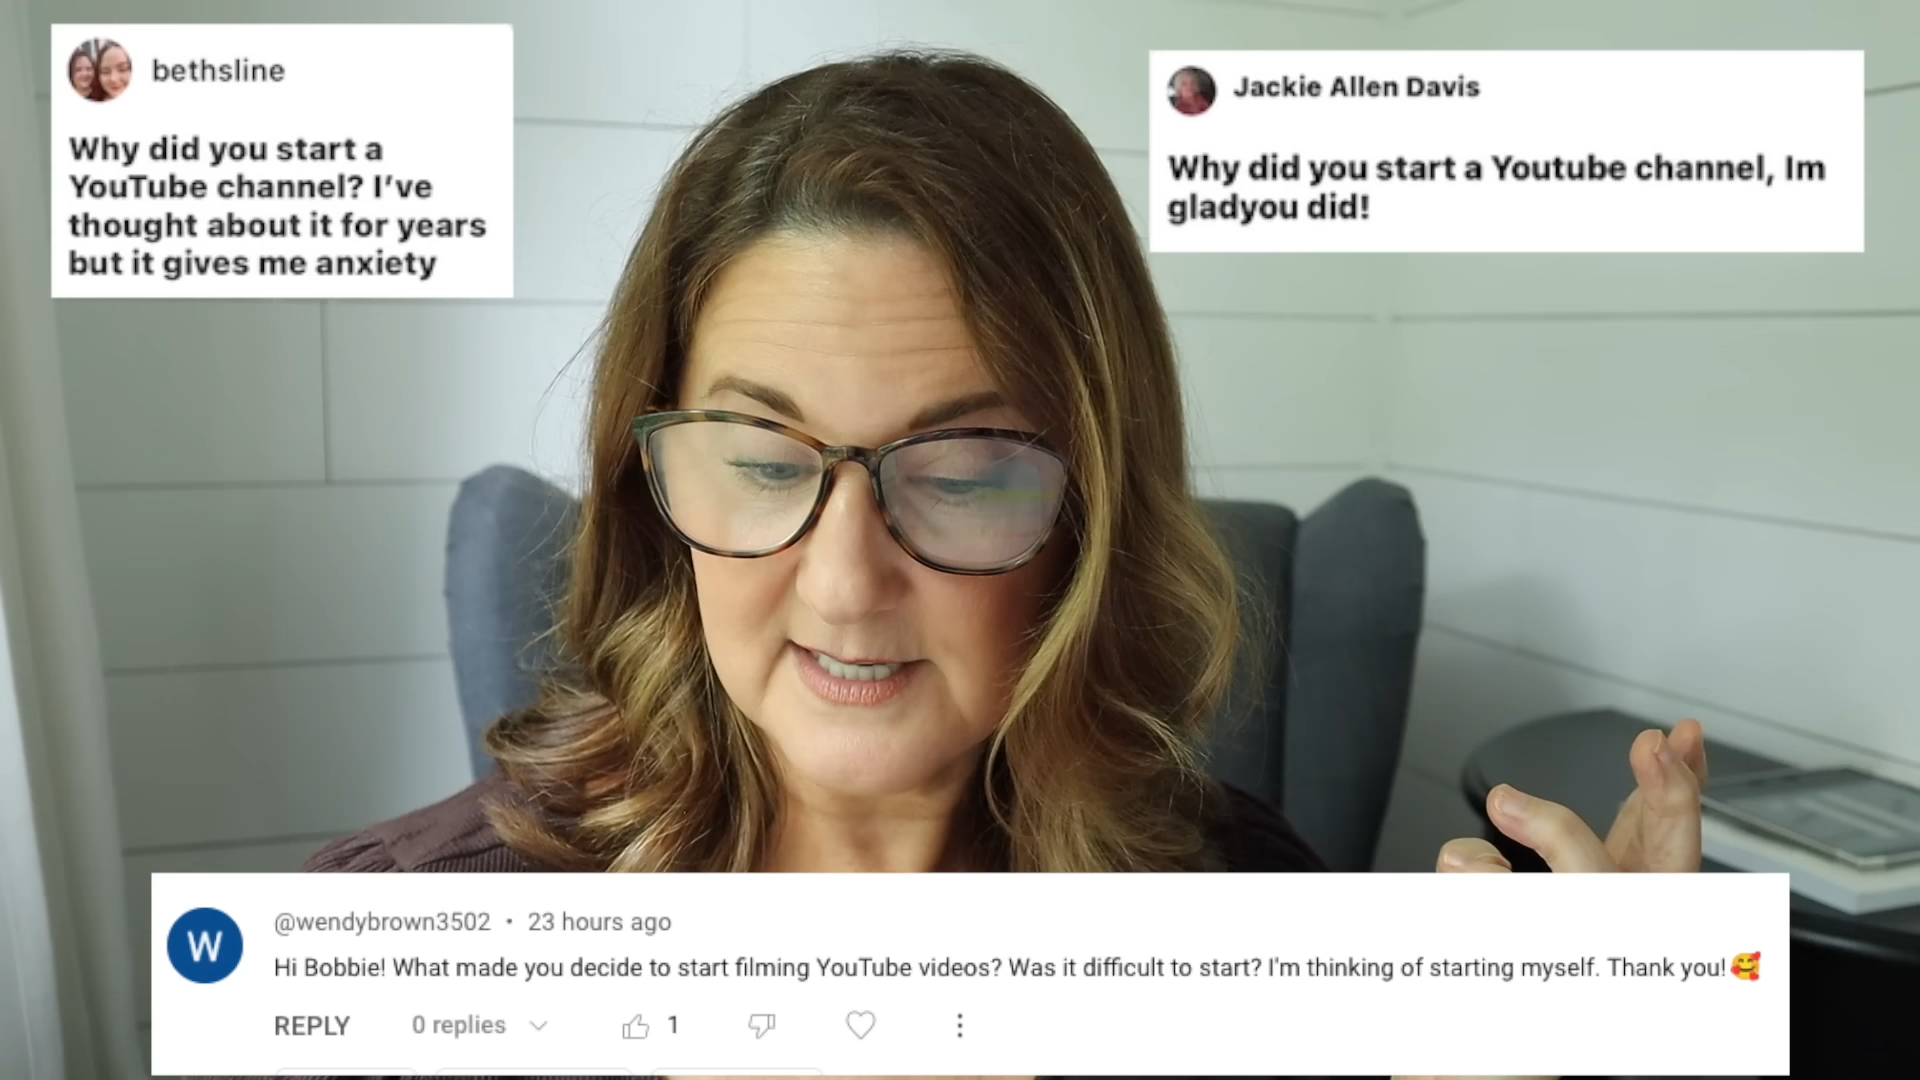 bethsline
Why did you start a
YouTube channel? I've
thought about it for years
but it gives me anxiety
Jackie Allen Davis
Why did you start a Youtube channel, Im
gladyou did!
W
@wendybrown3502 • 23 hours ago
Hi Bobbie! What made you decide to start filming YouTube videos? Was it difficult to start? I'm thinking of starting myself. Thank you!🥰
REPLY 0 replies 1